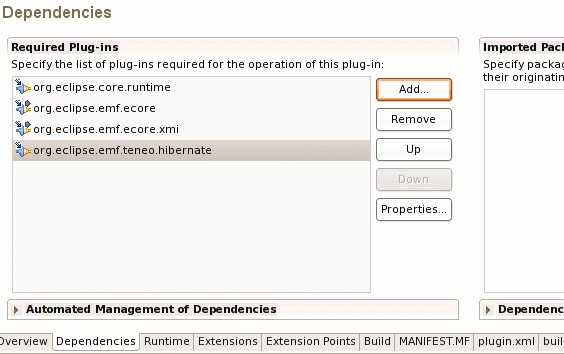 Dependencies
Required Plug-ins
Specify the list of plug-ins required for the operation of this plug-in:
org.eclipse.core.runtime
org.eclipse.emf.ecore
org.eclipse.emf.ecore.xmi
org.eclipse.emf.teneo.hibernate
Add...
Remove
Up
Down
Properties...
Automated Management of Dependencies
Imported Pac
Specify packag
their originatin
Dependenc
Overview Dependencies Runtime Extensions Extension Points Build MANIFEST.MF plugin.xml buil